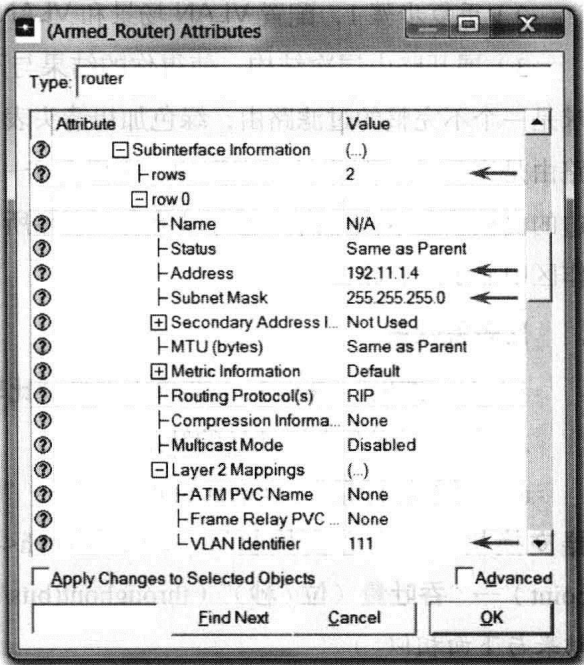 (Armed_Router) Attributes
Type: router
Attribute Value
Subinterface Information (...)
rows 2
row 0
Name N/A
Status Same as Parent
Address 192.11.1.4
Subnet Mask 255.255.255.0
Secondary Address I... Not Used
MTU (bytes) Same as Parent
Metric Information Default
Routing Protocol(s) RIP
Compression Informa... None
Multicast Mode Disabled
Layer 2 Mappings (...)
ATM PVC Name None
Frame Relay PVC ... None
VLAN Identifier 111
Apply Changes to Selected Objects Advanced
Find Next Cancel OK